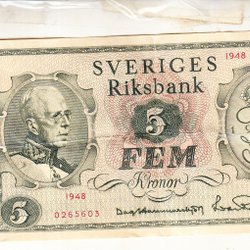 1948
SVERIGES
Riksbank
5
FEM
Kronor
1948
5
0265603